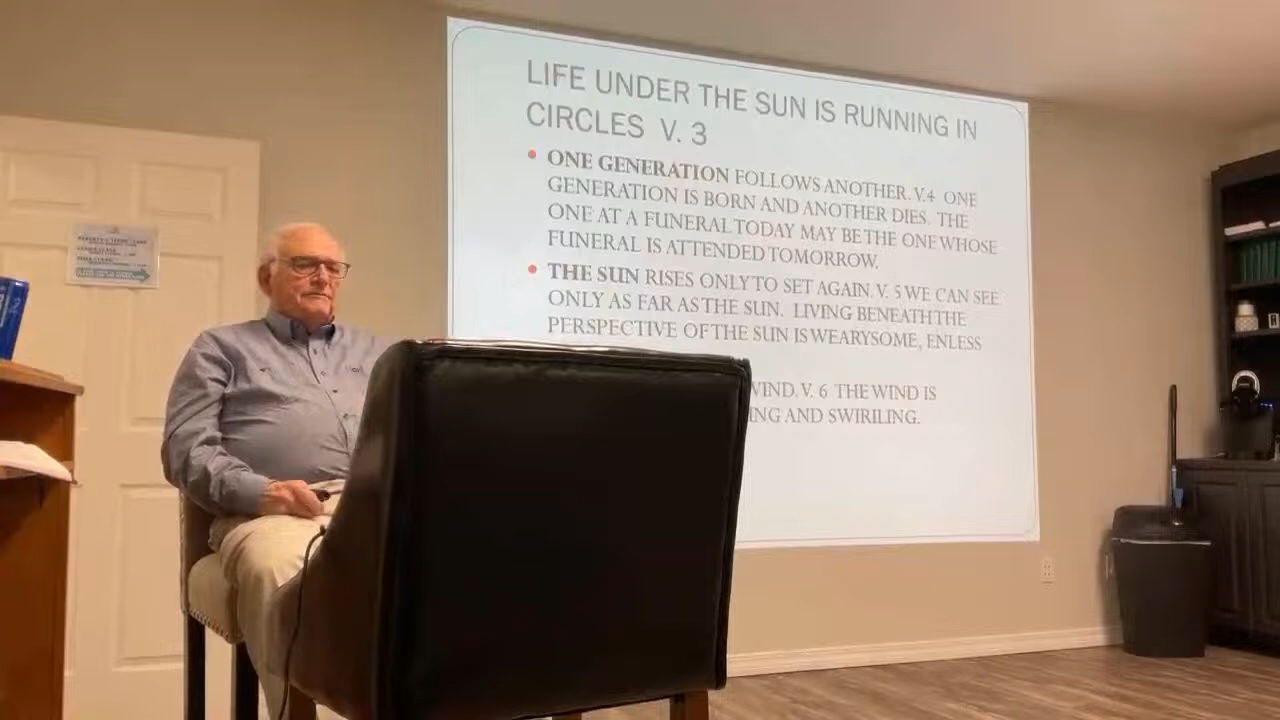 LIFE UNDER THE SUN IS RUNNING IN
CIRCLES V. 3
• ONE GENERATION FOLLOWS ANOTHER. V.4 ONE
GENERATION IS BORN AND ANOTHER DIES. THE
ONE AT A FUNERAL TODAY MAY BE THE ONE WHOSE
FUNERAL IS ATTENDED TOMORROW.
• THE SUN RISES ONLY TO SET AGAIN. V. 5 WE CAN SEE
ONLY AS FAR AS THE SUN. LIVING BENEATH THE
PERSPECTIVE OF THE SUN IS WEARYSOME, ENLESS
WIND. V. 6 THE WIND IS
ING AND SWIRILING.